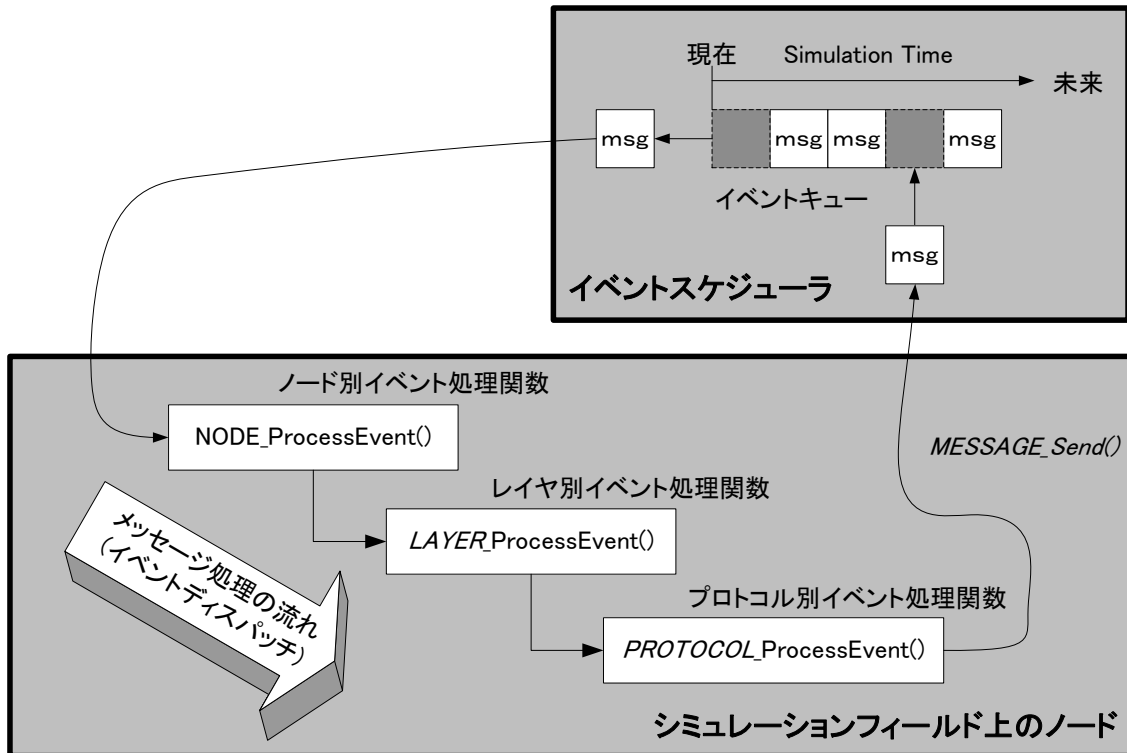 現在
Simulation Time
未来
msg
msg
msg
msg
イベントキュー
msg
イベントスケジューラ
ノード別イベント処理関数
NODE_ProcessEvent()
MESSAGE_Send()
レイヤ別イベント処理関数
LAYER_ProcessEvent()
メッセージ処理の流れ
(イベントディスパッチ)
プロトコル別イベント処理関数
PROTOCOL_ProcessEvent()
シミュレーションフィールド上のノード